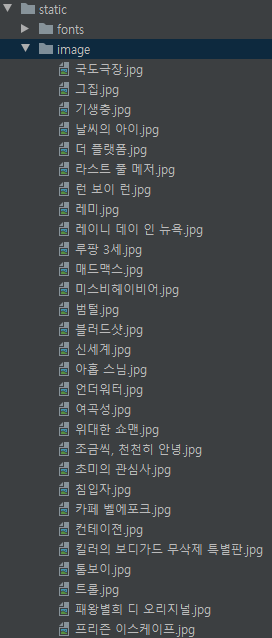 static
fonts
image
국도극장.jpg
그집.jpg
기생충.jpg
날씨의 아이.jpg
더 플랫폼.jpg
라스트 풀 메저.jpg
런 보이 런.jpg
레미.jpg
레이니 데이 인 뉴욕.jpg
루팡 3세.jpg
매드맥스.jpg
미스비헤이비어.jpg
범털.jpg
블러드샷.jpg
신세계.jpg
아홉 스님.jpg
언더워터.jpg
여곡성.jpg
위대한 쇼맨.jpg
조금씩, 천천히 안녕.jpg
초미의 관심사.jpg
침입자.jpg
카페 벨에포크.jpg
컨테이젼.jpg
킬러의 보디가드 무삭제 특별판.jpg
톰보이.jpg
트롤.jpg
패왕별희 디 오리지널.jpg
프리즌 이스케이프.jpg